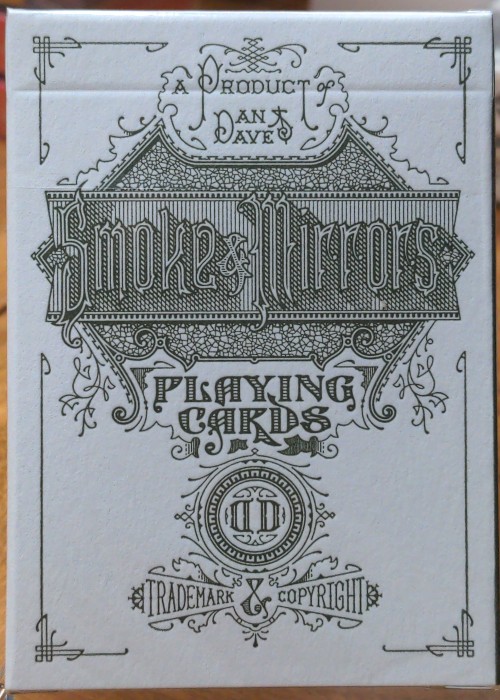 A Product of
Dan &
Dave
Smoke & Mirrors
PLAYING
CARDS
DD
TRADEMARK & COPYRIGHT